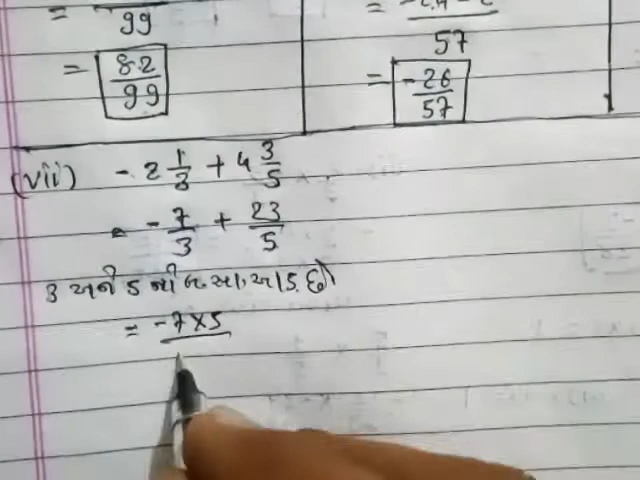 = 
99
= 82/99
=
57
= -26/57
(vii) - 2 1/3 + 4 3/5
= - 7/3 + 23/5
3 અને 5 નો લ.સા.અ
= -7×5